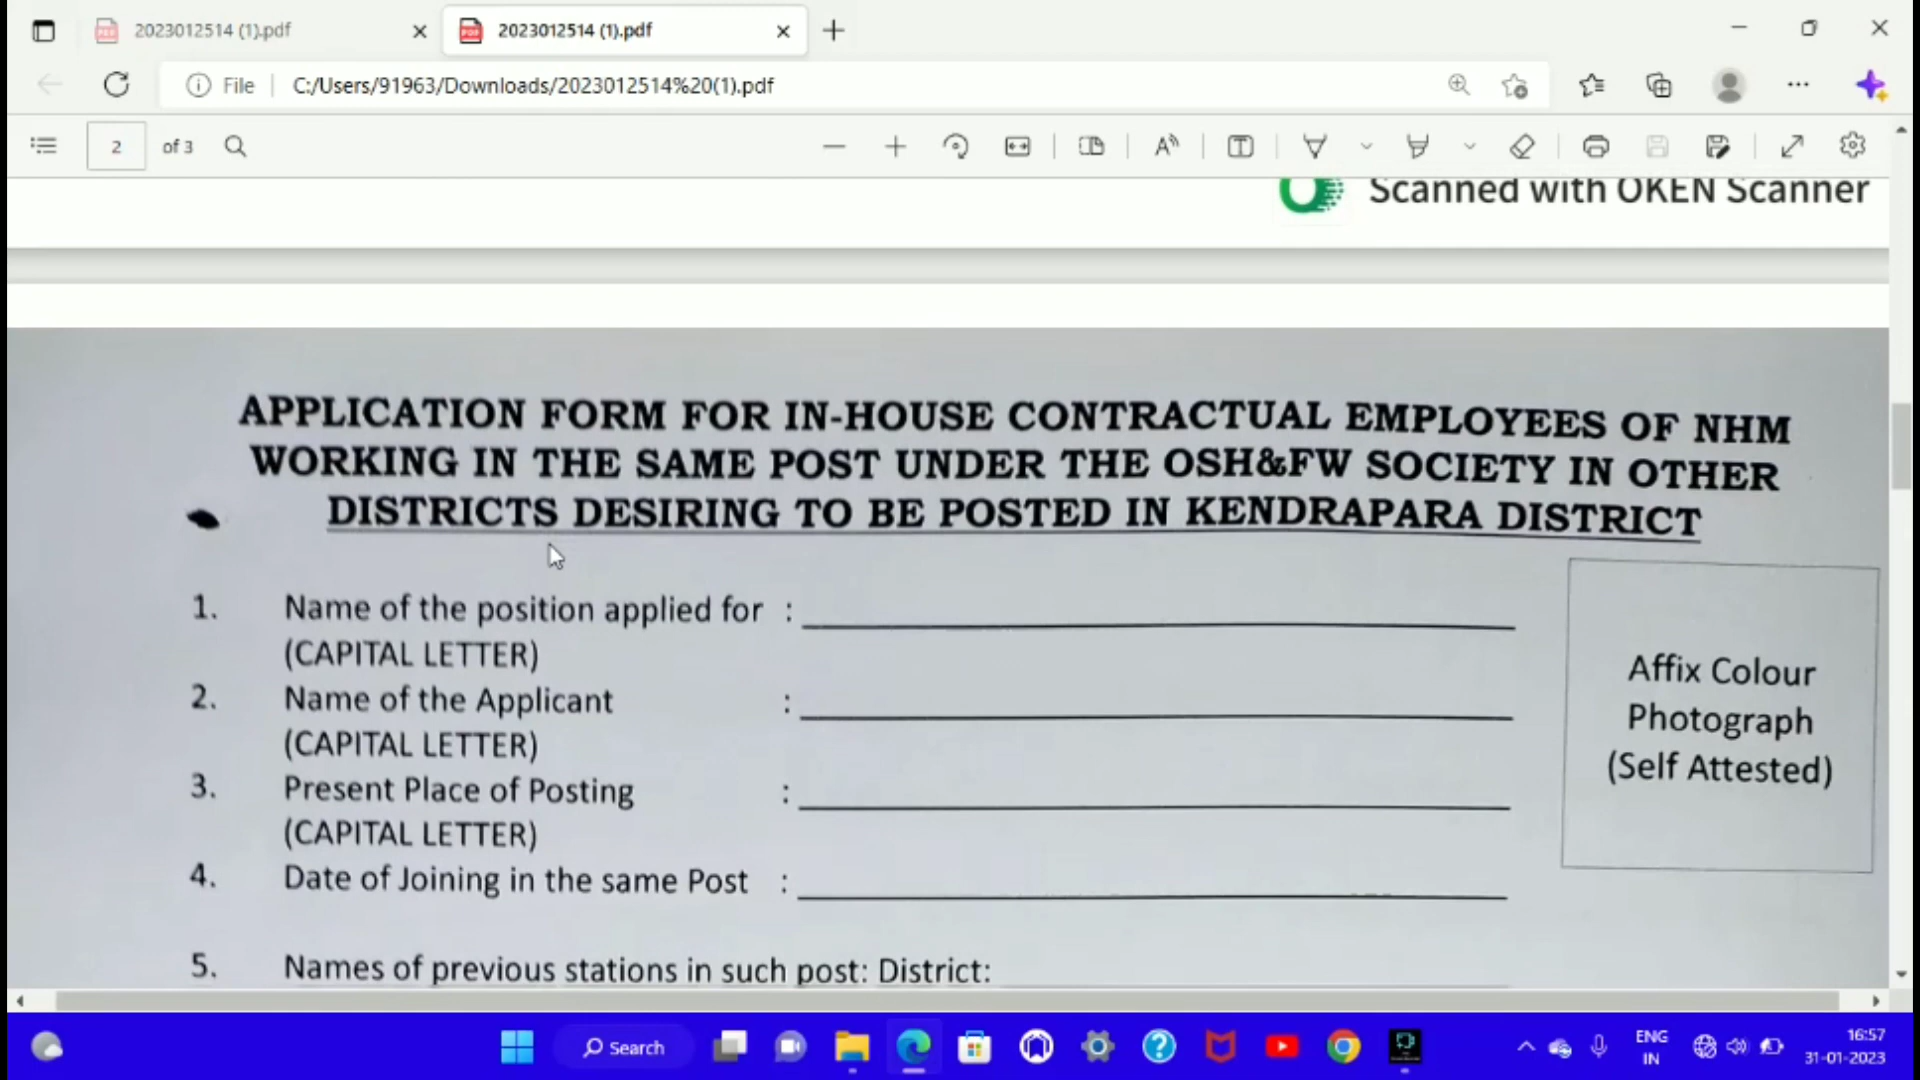 2023012514 (1).pdf
2023012514 (1).pdf
File
C:/Users/91963/Downloads/2023012514%20(1).pdf
2 of 3
Scanned with OKEN Scanner
APPLICATION FORM FOR IN-HOUSE CONTRACTUAL EMPLOYEES OF NHM
WORKING IN THE SAME POST UNDER THE OSH&FW SOCIETY IN OTHER
DISTRICTS DESIRING TO BE POSTED IN KENDRAPARA DISTRICT
1. Name of the position applied for :
(CAPITAL LETTER)
2. Name of the Applicant :
(CAPITAL LETTER)
3. Present Place of Posting :
(CAPITAL LETTER)
4. Date of Joining in the same Post :
5. Names of previous stations in such post: District:
Affix Colour
Photograph
(Self Attested)
Search
ENG
IN
16:57
31-01-2023